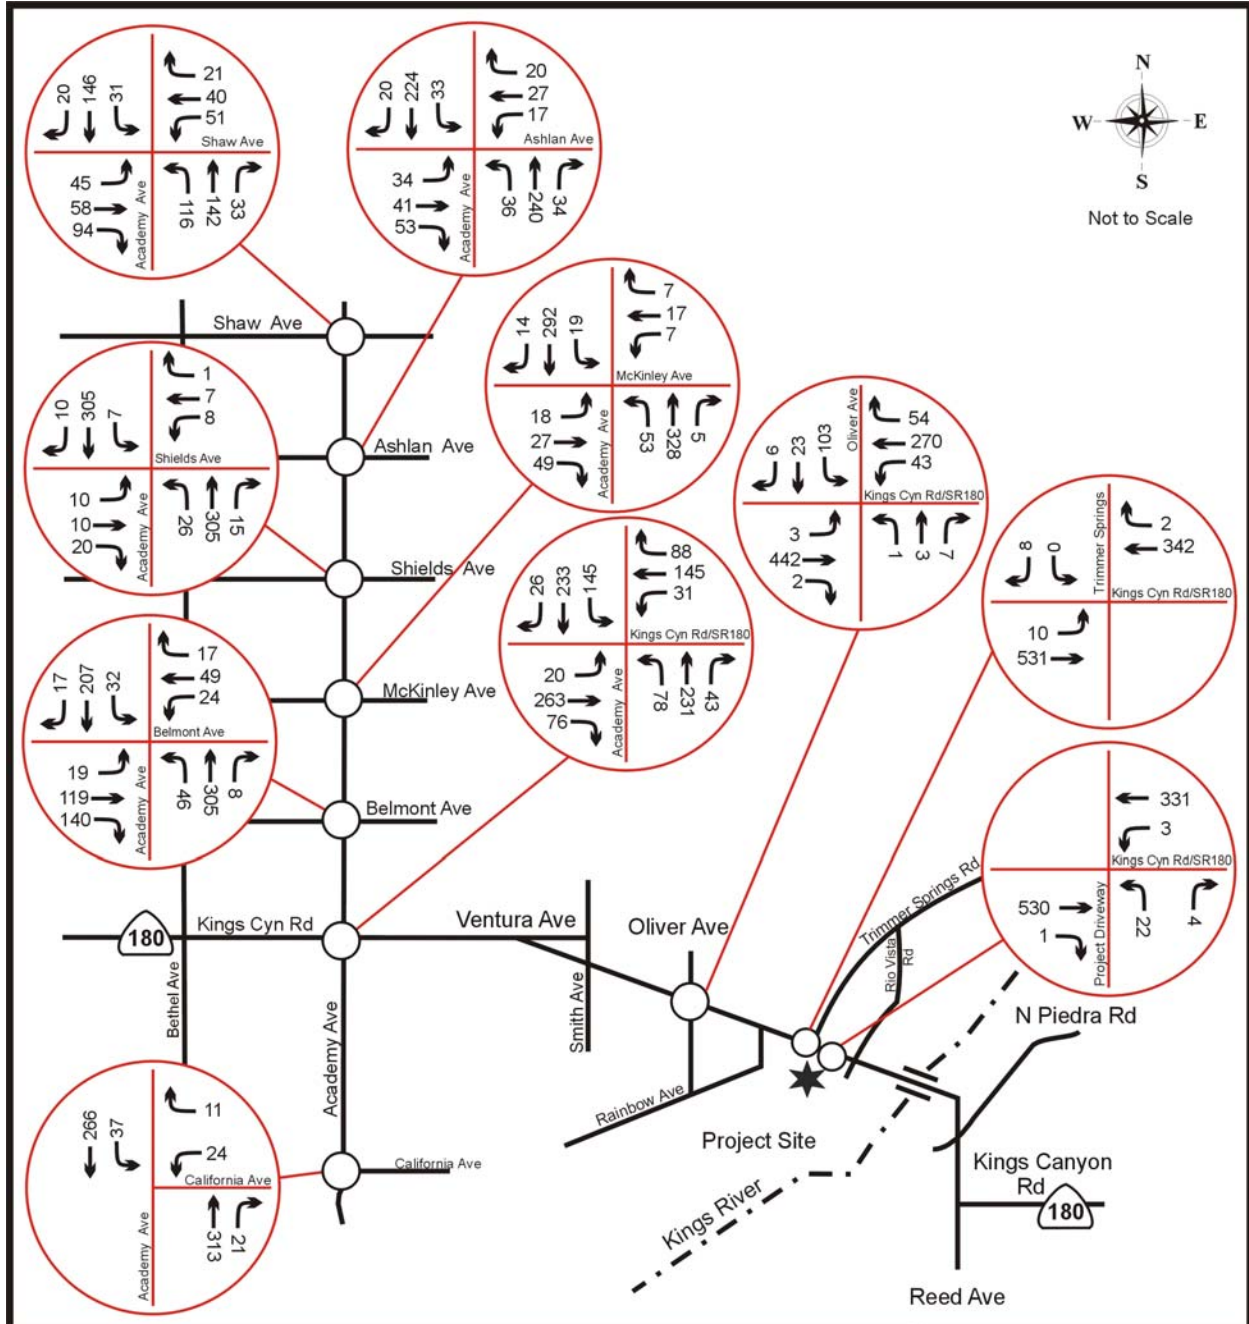 20 146 31
21
40
51
Shaw Ave
45
58
94
Academy Ave
116 142 33
20 224 33
20
27
17
Ashlan Ave
34
41
53
Academy Ave
36 240 34
N
W E
S
Not to Scale
14 292 19
7
17
7
McKinley Ave
18
27
49
Academy Ave
53 328 5
Shaw Ave
10 305 7
1
7
8
Shields Ave
10
10
20
Academy Ave
26 305 15
Ashlan Ave
Shields Ave
McKinley Ave
Belmont Ave
6 23 103
Oliver Ave
54
270
43
Kings Cyn Rd/SR180
3
442
2
1 3 7
8 0
Trimmer Springs
2
342
Kings Cyn Rd/SR180
10
531
26 233 145
88
145
31
Kings Cyn Rd/SR180
20
263
76
Academy Ave
78 231 43
17 207 32
17
49
24
Belmont Ave
19
119
140
Academy Ave
46 305 8
331
3
Kings Cyn Rd/SR180
530
1
Project Driveway
22 4
180
Kings Cyn Rd
Ventura Ave
Oliver Ave
Trimmer Springs Rd
Rio Vista
Rd
Bethel Ave
Academy Ave
Smith Ave
N Piedra Rd
Rainbow Ave
Project Site
Kings River
Kings Canyon
Rd
180
Reed Ave
California Ave
266 37
11
24
California Ave
Academy Ave
313 21